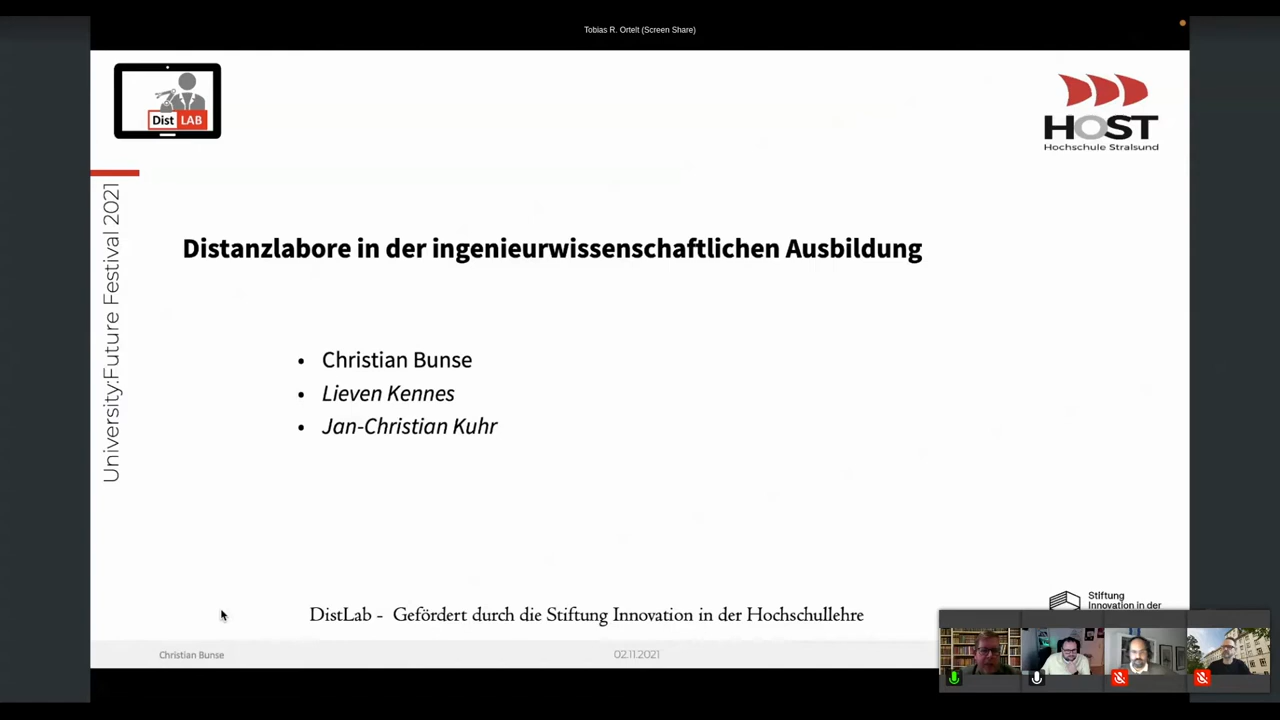 Tobias R. Ortelt (Screen Share)
Dist LAB
HOST
Hochschule Stralsund
University:Future Festival 2021
Distanzlabore in der ingenieurwissenschaftlichen Ausbildung
• Christian Bunse
• Lieven Kennes
• Jan-Christian Kuhr
DistLab - Gefördert durch die Stiftung Innovation in der Hochschullehre
Stiftung
Innovation in der
Christian Bunse
02.11.2021